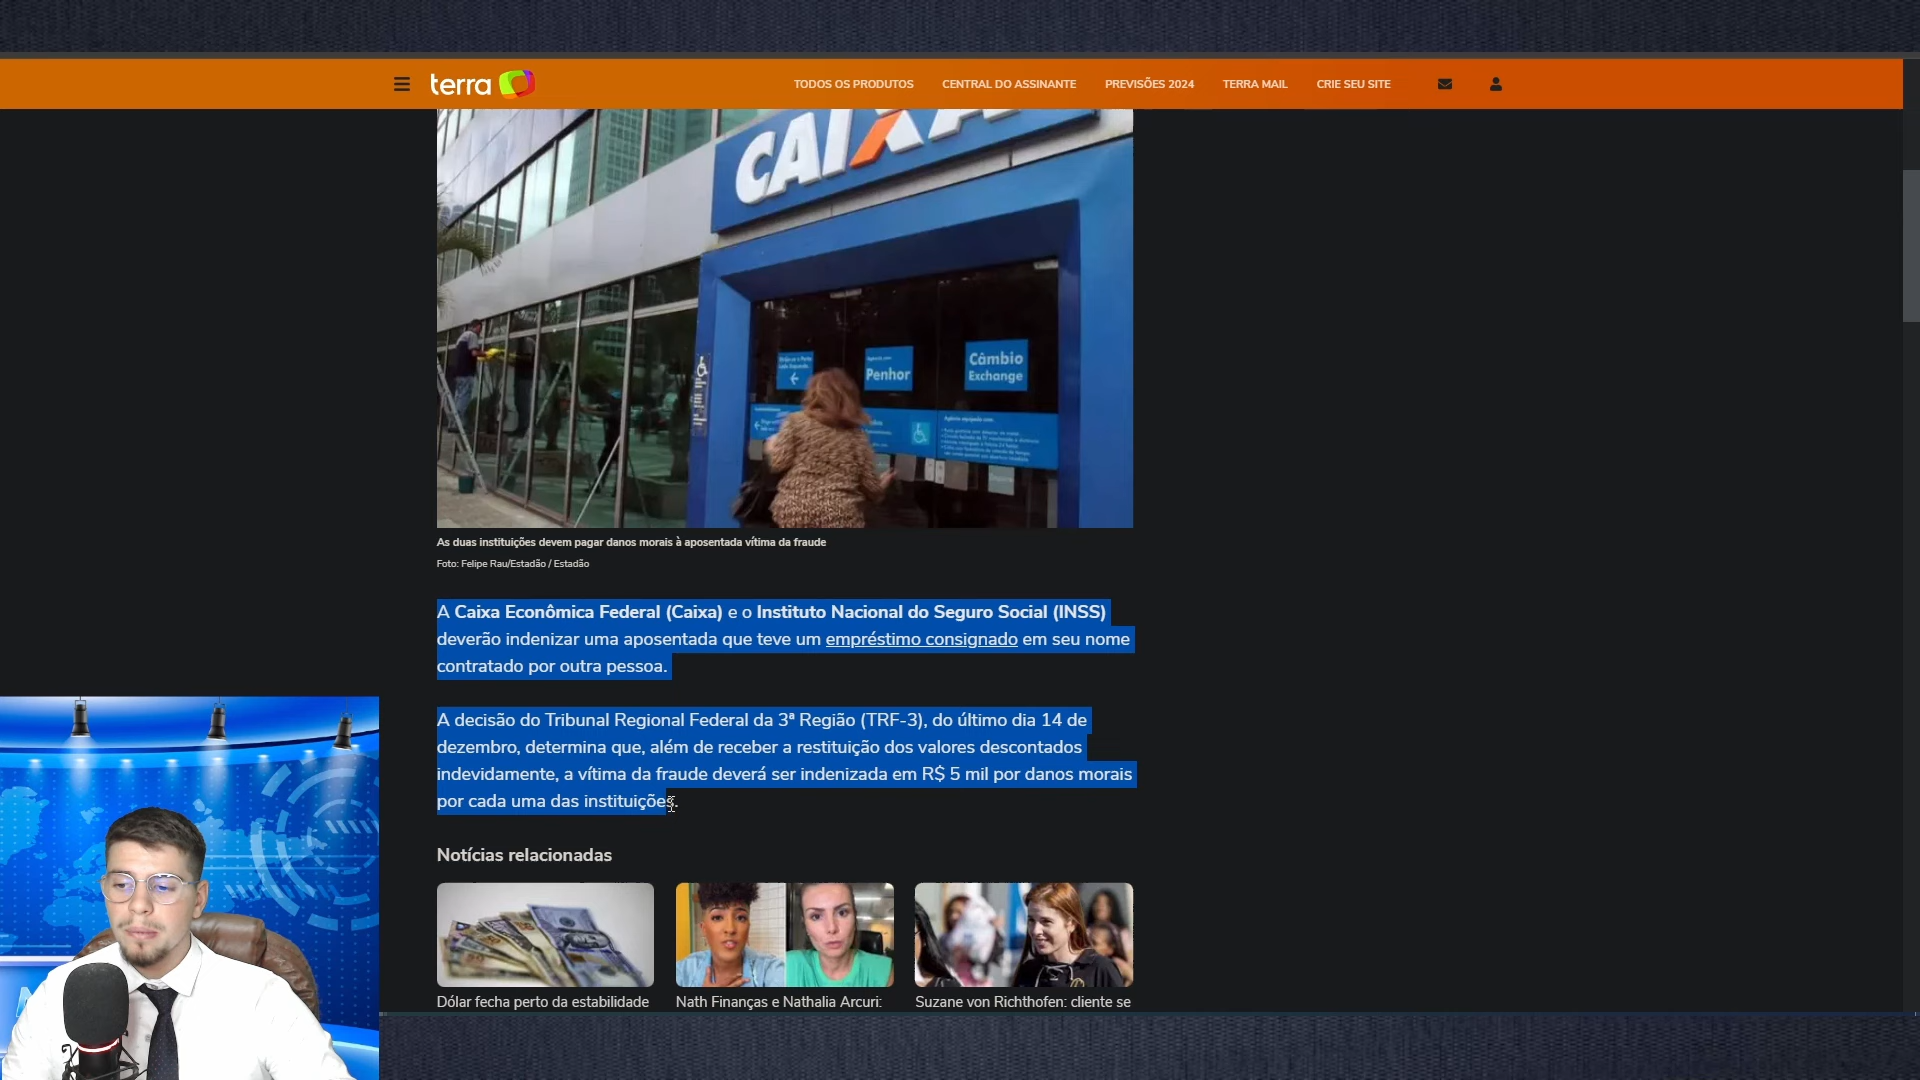 terra
TODOS OS PRODUTOS
CENTRAL DO ASSINANTE
PREVISÕES 2024
TERRA MAIL
CRIE SEU SITE
CAIXA
Penhor
Câmbio
Exchange
As duas instituições devem pagar danos morais à aposentada vítima da fraude
Foto: Felipe Rau/Estadão / Estadão
A Caixa Econômica Federal (Caixa) e o Instituto Nacional do Seguro Social (INSS)
deverão indenizar uma aposentada que teve um empréstimo consignado em seu nome
contratado por outra pessoa.
A decisão do Tribunal Regional Federal da 3ª Região (TRF-3), do último dia 14 de
dezembro, determina que, além de receber a restituição dos valores descontados
indevidamente, a vítima da fraude deverá ser indenizada em R$ 5 mil por danos morais
por cada uma das instituições.
Notícias relacionadas
Dólar fecha perto da estabilidade
Nath Finanças e Nathalia Arcuri:
Suzane von Richthofen: cliente se